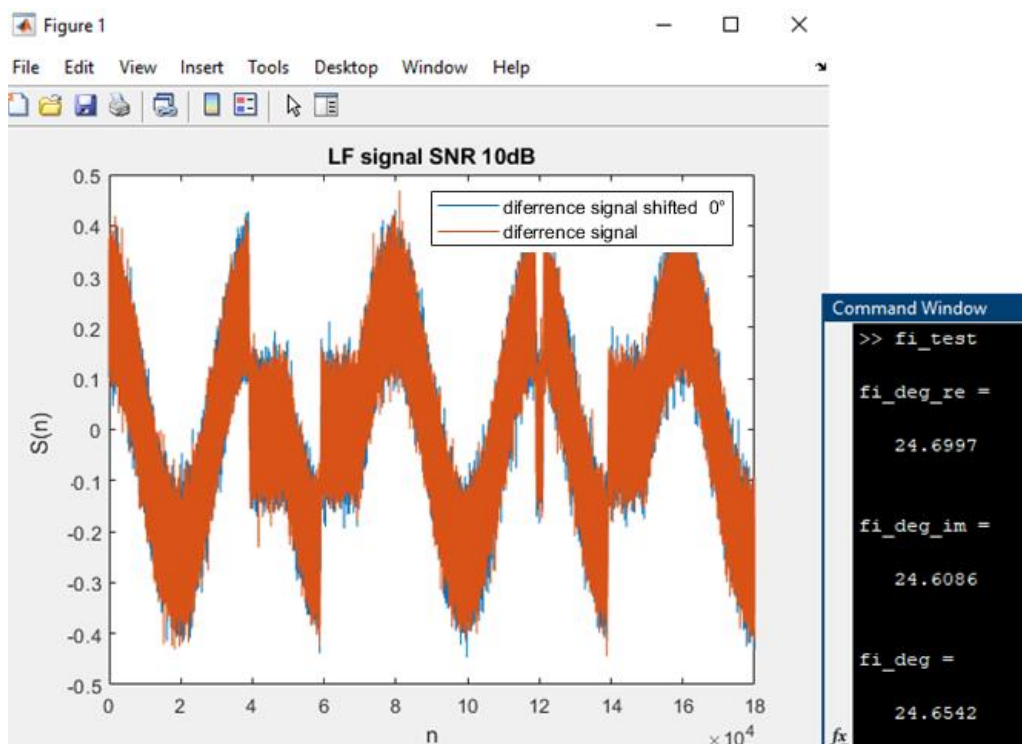 Figure 1
File Edit View Insert Tools Desktop Window Help
LF signal SNR 10dB
diferrence signal shifted 0°
diferrence signal
0.5
0.4
0.3
0.2
0.1
0
-0.1
-0.2
-0.3
-0.4
-0.5
S(n)
0 2 4 6 8 10 12 14 16 18
n
× 10^4
Command Window
>> fi_test
fi_deg_re =
24.6997
fi_deg_im =
24.6086
fi_deg =
24.6542
fx